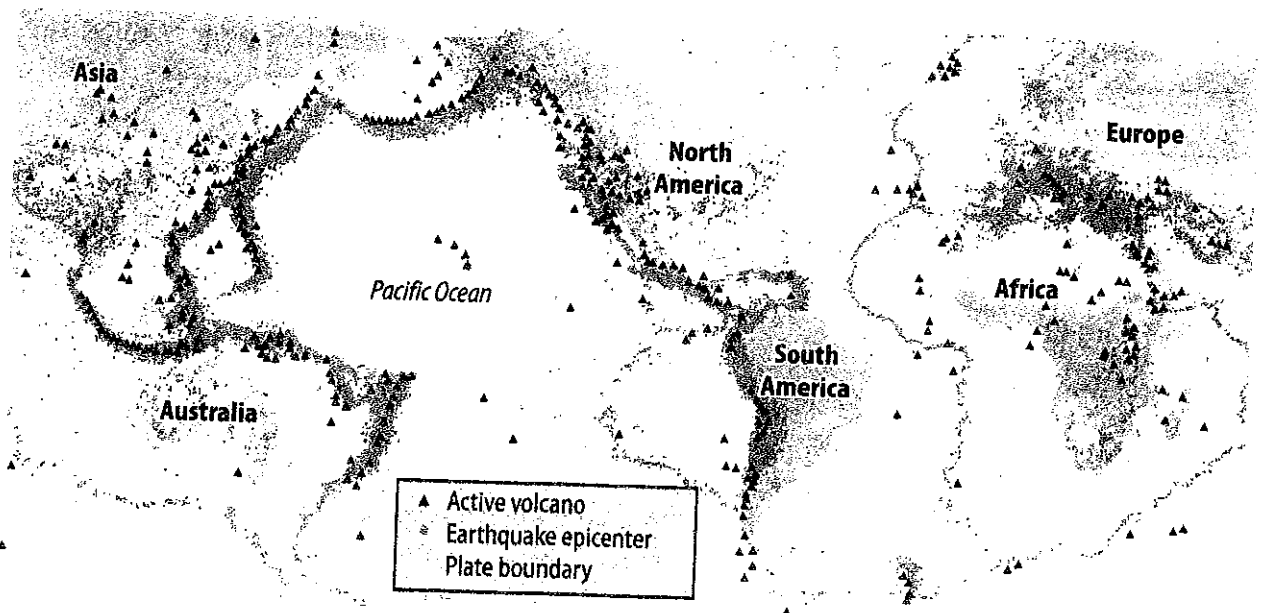 Asia
Europe
North
America
Pacific Ocean
Africa
South
America
Australia
Active volcano
Earthquake epicenter
Plate boundary